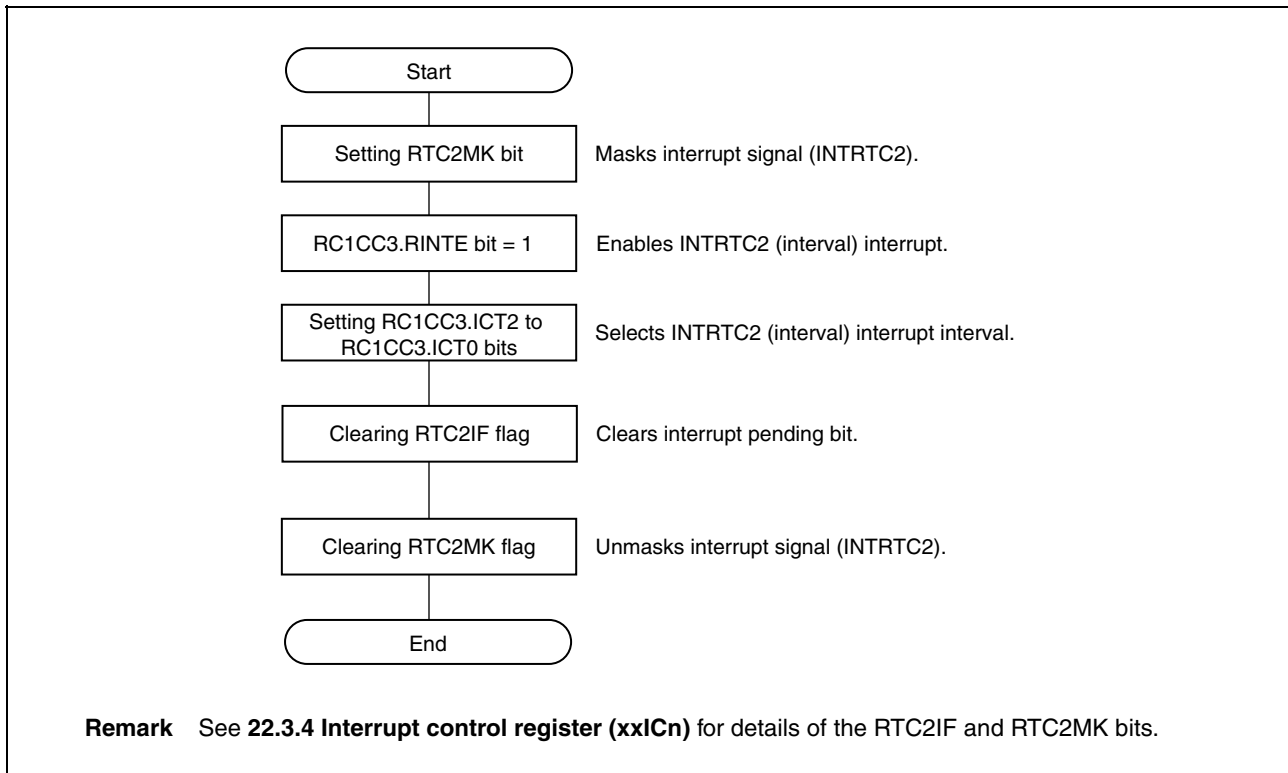 Start
Setting RTC2MK bit
Masks interrupt signal (INTRTC2).
RC1CC3.RINTE bit = 1
Enables INTRTC2 (interval) interrupt.
Setting RC1CC3.ICT2 to
RC1CC3.ICT0 bits
Selects INTRTC2 (interval) interrupt interval.
Clearing RTC2IF flag
Clears interrupt pending bit.
Clearing RTC2MK flag
Unmasks interrupt signal (INTRTC2).
End
Remark See 22.3.4 Interrupt control register (xxICn) for details of the RTC2IF and RTC2MK bits.